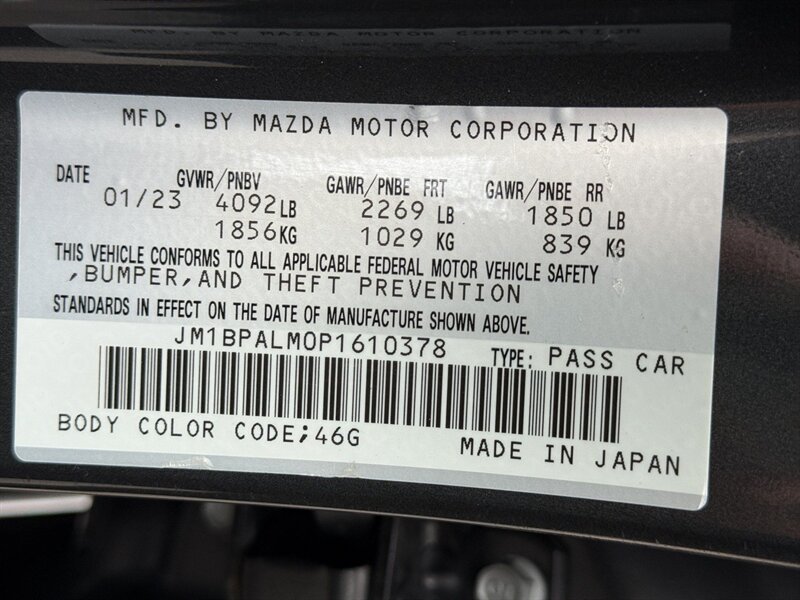 MFD. BY MAZDA MOTOR CORPORATION
DATE GVWR/PNBV GAWR/PNBE FRT GAWR/PNBE RR
01/23 4092LB 2269 LB 1850 LB
1856KG 1029 KG 839 KG
THIS VEHICLE CONFORMS TO ALL APPLICABLE FEDERAL MOTOR VEHICLE SAFETY
,BUMPER,AND THEFT PREVENTION
STANDARDS IN EFFECT ON THE DATE OF MANUFACTURE SHOWN ABOVE.
JM1BPALM0P1610378 TYPE: PASS CAR
BODY COLOR CODE;46G MADE IN JAPAN